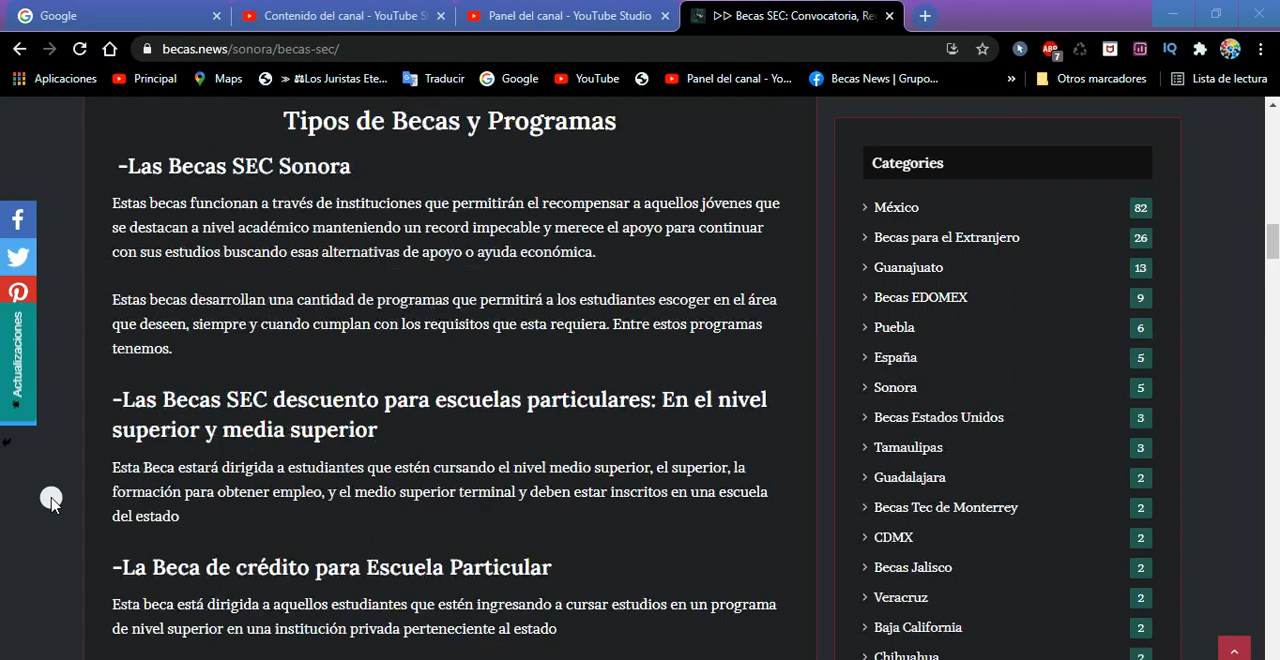 Google
Contenido del canal - YouTube S
Panel del canal - YouTube Studio
▷▷ Becas SEC: Convocatoria, Re
becas.news/sonora/becas-sec/
ABP
7
IQ
Aplicaciones
Principal
Maps
» ⚖Los Juristas Ete...
Traducir
Google
YouTube
Panel del canal - Yo...
Becas News | Grupo...
»
Otros marcadores
Lista de lectura
Tipos de Becas y Programas
-Las Becas SEC Sonora
Estas becas funcionan a través de instituciones que permitirán el recompensar a aquellos jóvenes que
se destacan a nivel académico manteniendo un record impecable y merece el apoyo para continuar
con sus estudios buscando esas alternativas de apoyo o ayuda económica.
Estas becas desarrollan una cantidad de programas que permitirá a los estudiantes escoger en el área
que deseen, siempre y cuando cumplan con los requisitos que esta requiera. Entre estos programas
tenemos.
-Las Becas SEC descuento para escuelas particulares: En el nivel
superior y media superior
Esta Beca estará dirigida a estudiantes que estén cursando el nivel medio superior, el superior, la
formación para obtener empleo, y el medio superior terminal y deben estar inscritos en una escuela
del estado
-La Beca de crédito para Escuela Particular
Esta beca está dirigida a aquellos estudiantes que estén ingresando a cursar estudios en un programa
de nivel superior en una institución privada perteneciente al estado
Actualizaciones
Categories
México 82
Becas para el Extranjero 26
Guanajuato 13
Becas EDOMEX 9
Puebla 6
España 5
Sonora 5
Becas Estados Unidos 3
Tamaulipas 3
Guadalajara 2
Becas Tec de Monterrey 2
CDMX 2
Becas Jalisco 2
Veracruz 2
Baja California 2
Chihuahua 2